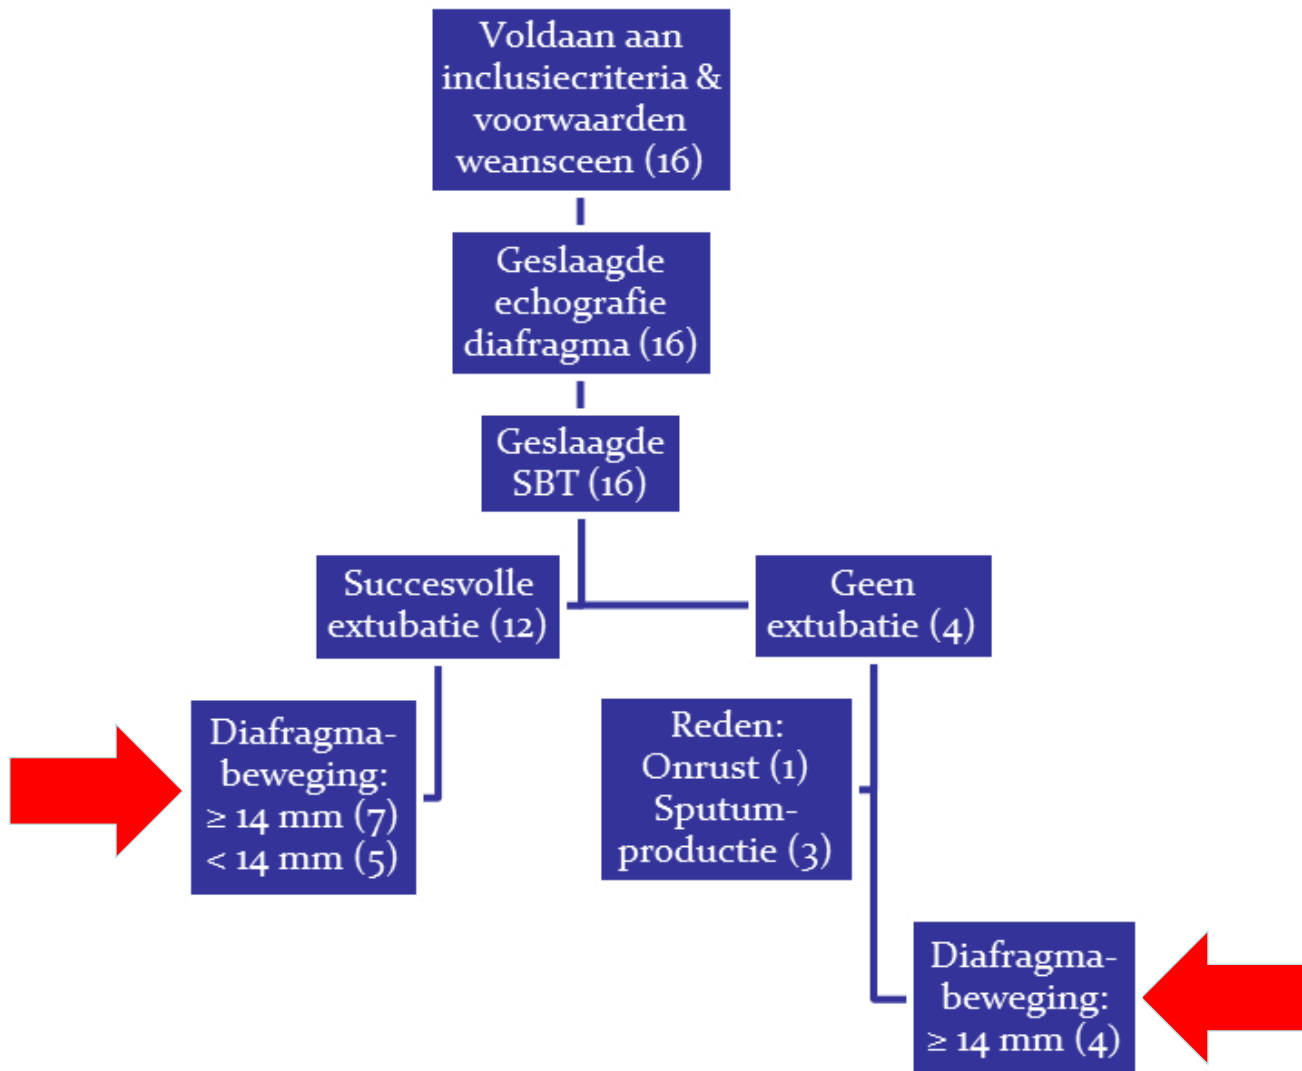 Voldaan aan
inclusiecriteria &
voorwaarden
weansceen (16)
Geslaagde
echografie
diafragma (16)
Geslaagde
SBT (16)
Succesvolle
extubatie (12)
Geen
extubatie (4)
Diafragma-
beweging:
≥ 14 mm (7)
< 14 mm (5)
Reden:
Onrust (1)
Sputum-
productie (3)
Diafragma-
beweging:
≥ 14 mm (4)